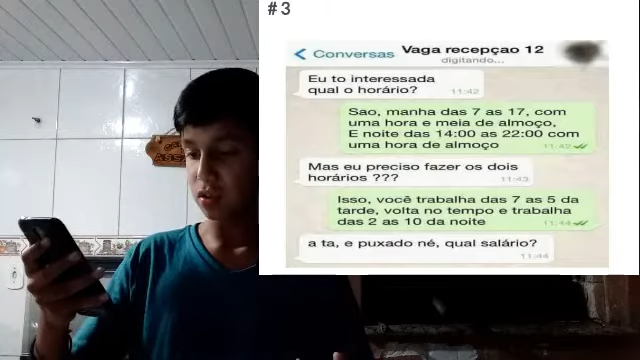 #3
Conversas
Vaga recepçao 12
digitando...
Eu to interessada
qual o horário?
11:42
Sao, manha das 7 as 17, com
uma hora e meia de almoço,
E noite das 14:00 as 22:00 com
uma hora de almoço
11:42
Mas eu preciso fazer os dois
horários ???
11:43
Isso, você trabalha das 7 as 5 da
tarde, volta no tempo e trabalha
das 2 as 10 da noite
11:44
a ta, e puxado né, qual salário?
11:44